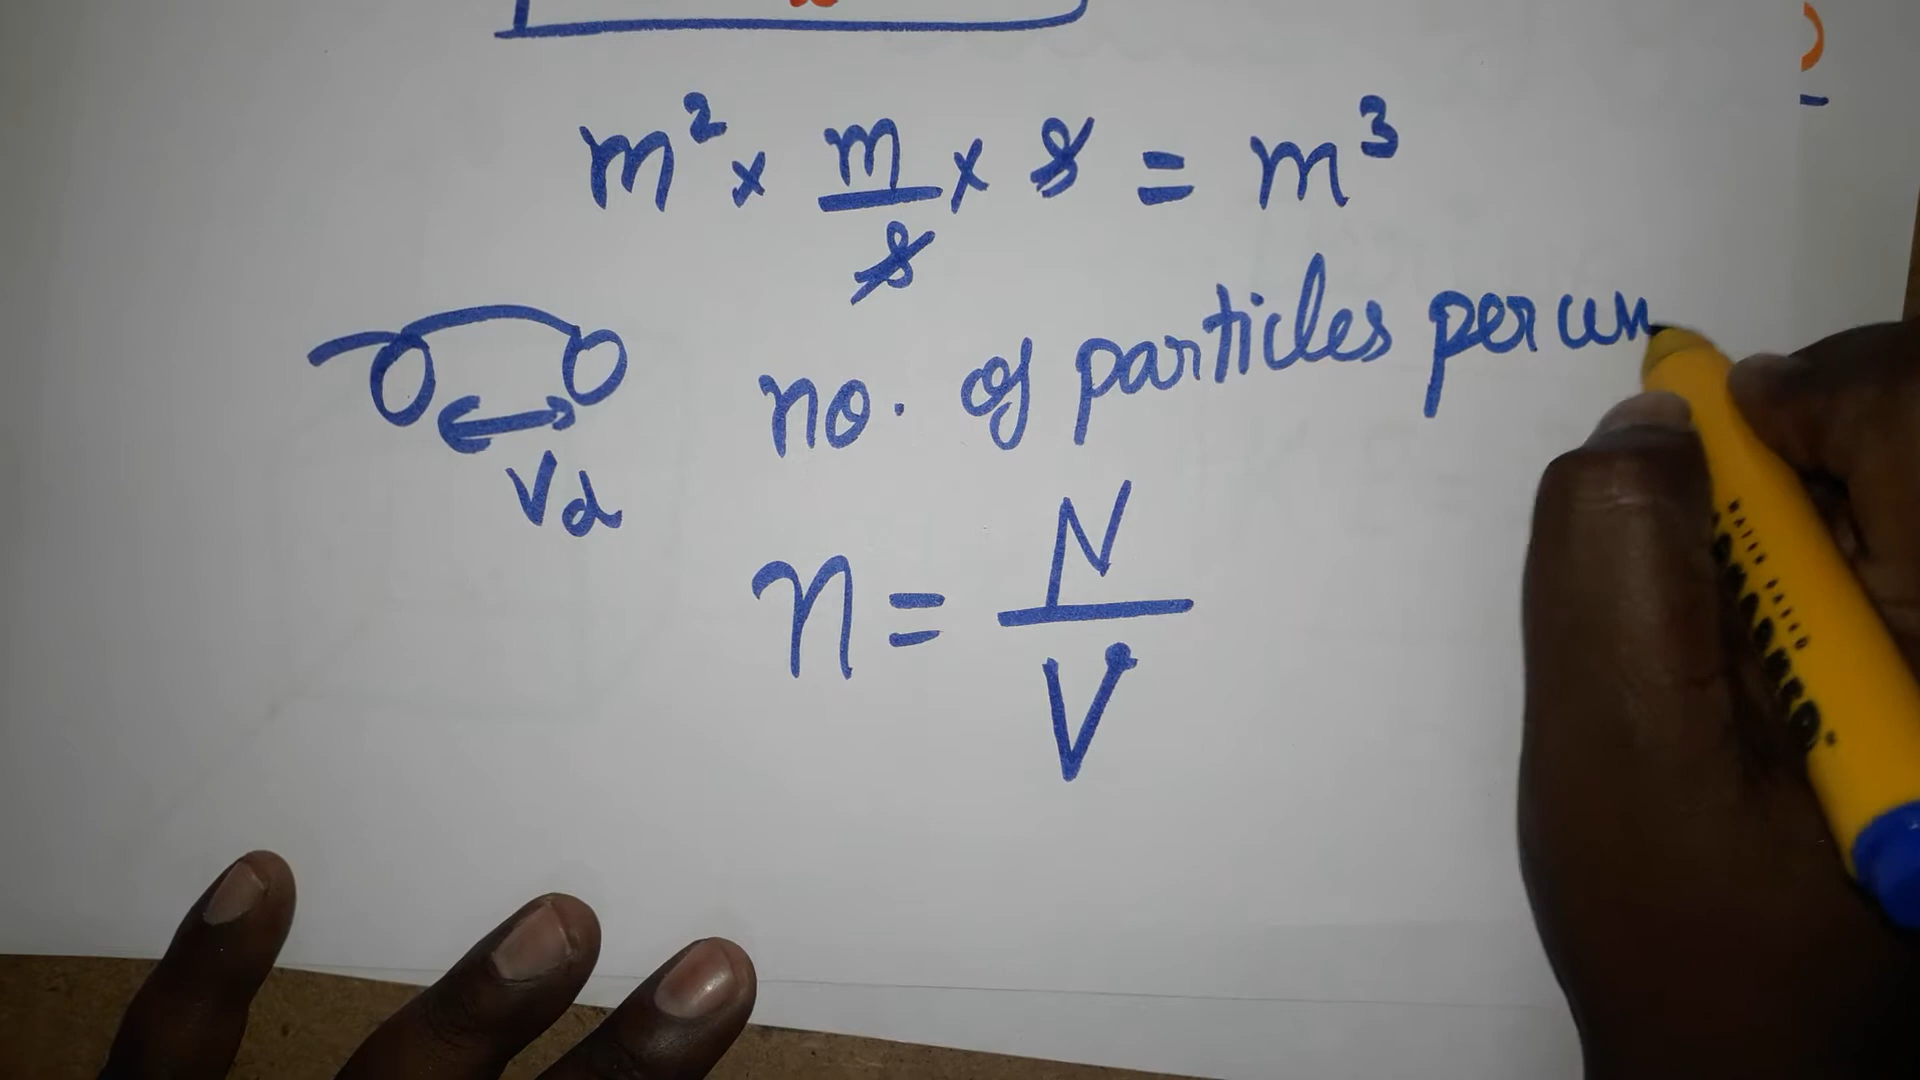 m² × m/s × s = m³
no. of particles per un
Vd
n = N/V